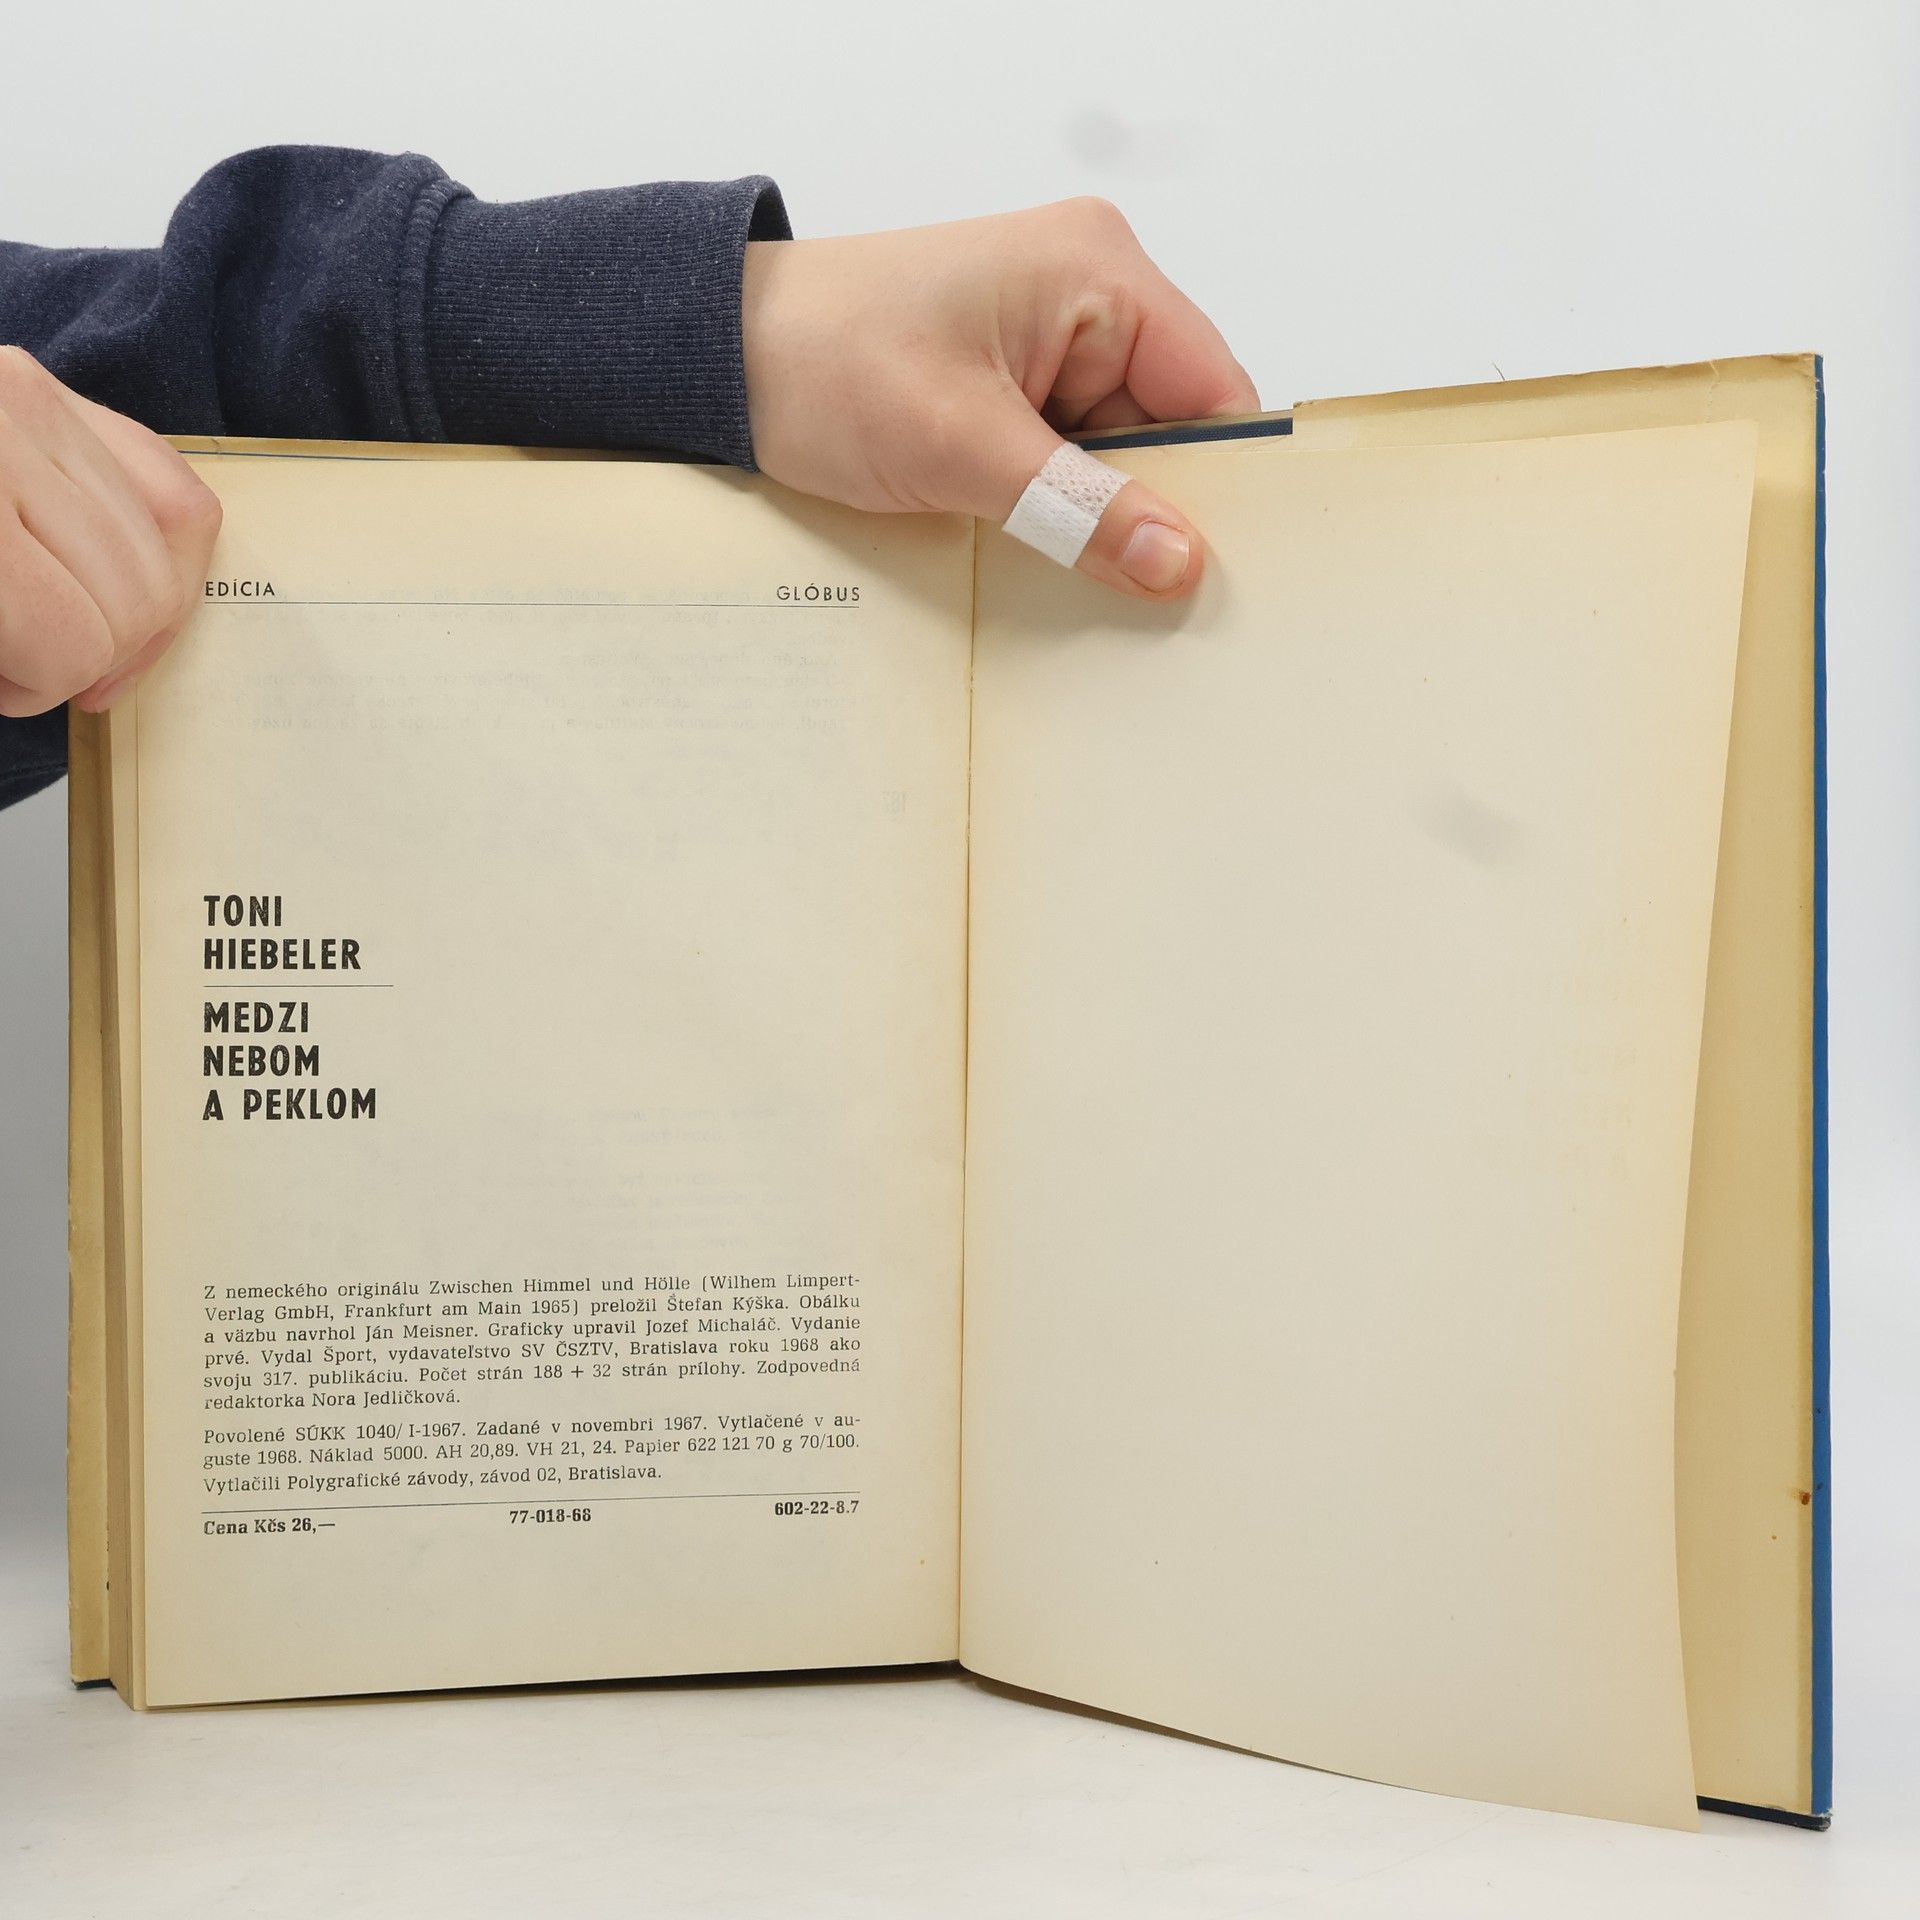 EDÍCIA GLÓBUS
TONI
HIEBELER
MEDZI
NEBOM
A PEKLOM
Z nemeckého originálu Zwischen Himmel und Hölle (Wilhem Limpert-
Verlag GmbH, Frankfurt am Main 1965) preložil Štefan Kýška. Obálku
a väzbu navrhol Ján Meisner. Graficky upravil Jozef Michaláč. Vydanie
prvé. Vydal Šport, vydavateľstvo SV ČSZTV, Bratislava roku 1968 ako
svoju 317. publikáciu. Počet strán 188 + 32 strán prílohy. Zodpovedná
redaktorka Nora Jedličková.
Povolené SÚKK 1040/ I-1967. Zadané v novembri 1967. Vytlačené v au-
guste 1968. Náklad 5000. AH 20,89. VH 21, 24. Papier 622 121 70 g 70/100.
Vytlačili Polygrafické závody, závod 02, Bratislava.
Cena Kčs 26,— 77-018-68 602-22-8.7